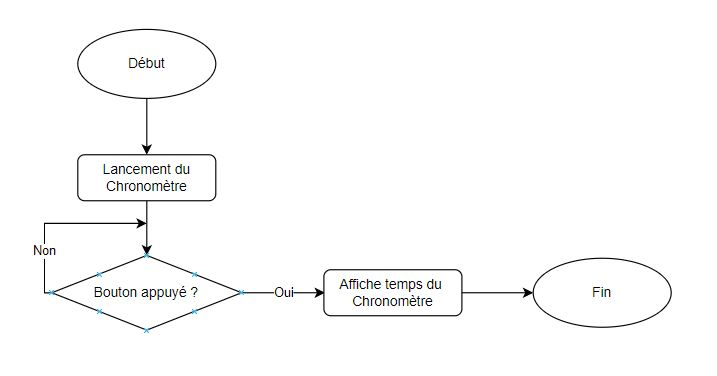 Début
Lancement du
Chronomètre
Non
Bouton appuyé ?
Oui
Affiche temps du
Chronomètre
Fin